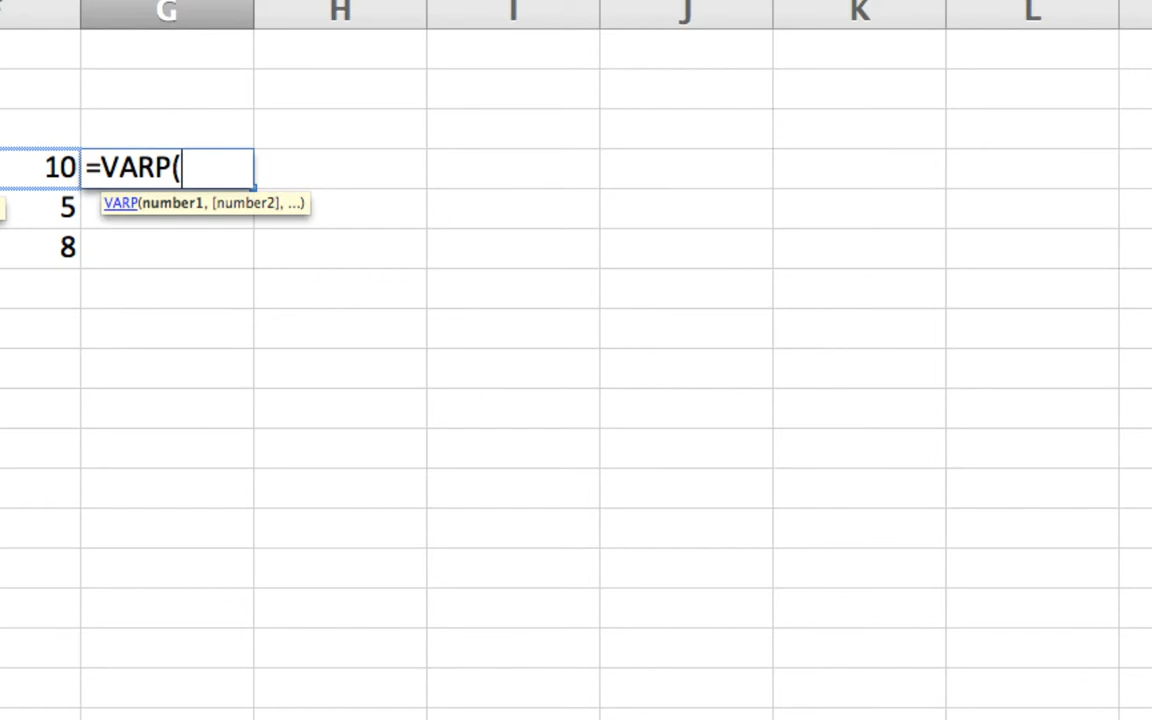 G H I J K L
10 =VARP(
VARP(number1, [number2], ...)
5
8